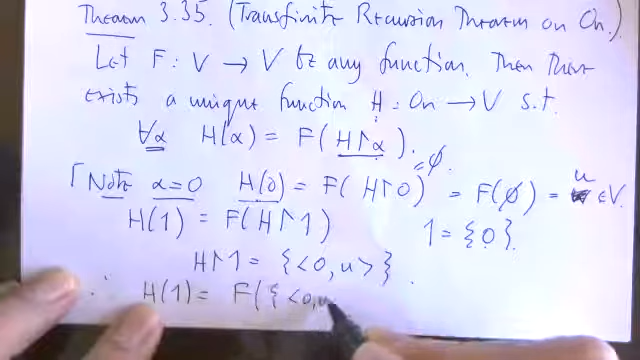 Theorem 3.35. (Transfinite Recursion Theorem on On.)
Let F : V → V be any function. Then there
exists a unique function H : On → V s.t.
∀α H(α) = F(H↾α).
⌈Note α=0 H(0) = F(H↾0) = F(∅) = u ∈ V.
=∅
H(1) = F(H↾1) 1 = {0}.
H↾1 = {<0,u>}.
∴ H(1) = F({<0,u